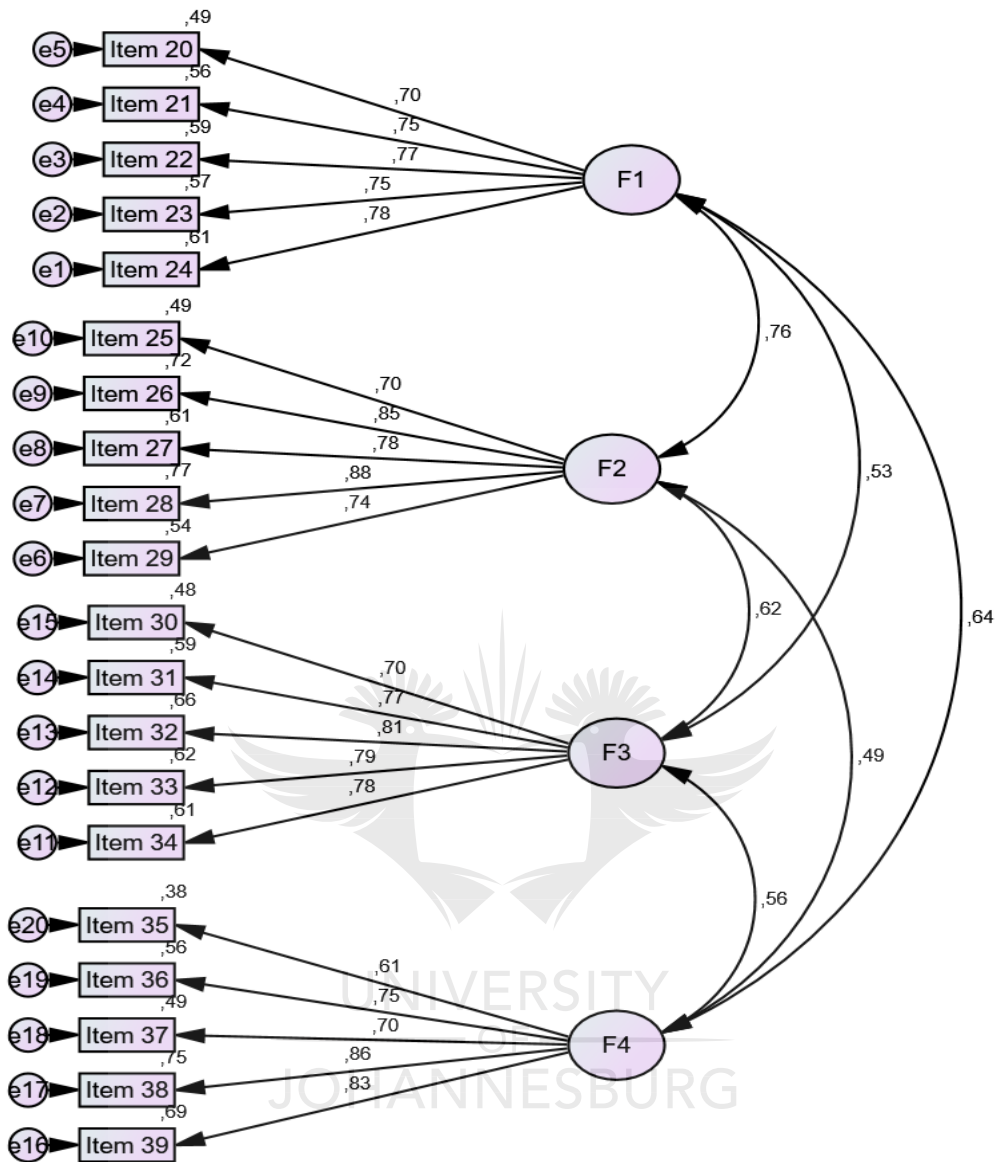 ,49
e5 Item 20
,56
,70
e4 Item 21
,75
,59
e3 Item 22
,77
F1
,57
,75
e2 Item 23
,78
,61
e1 Item 24
,49
,76
e10 Item 25
,72
,70
e9 Item 26
,85
,61
e8 Item 27
,78
F2
,77
,88
,53
e7 Item 28
,74
,54
e6 Item 29
,48
,62
,64
e15 Item 30
,59
,70
e14 Item 31
,77
,66
e13 Item 32
,81
F3
,62
,79
,49
e12 Item 33
,78
,61
e11 Item 34
,38
,56
e20 Item 35
,56
,61
e19 Item 36
,75
,49
e18 Item 37
,70
F4
,75
,86
e17 Item 38
,83
,69
e16 Item 39
UNIVERSITY
OF
JOHANNESBURG